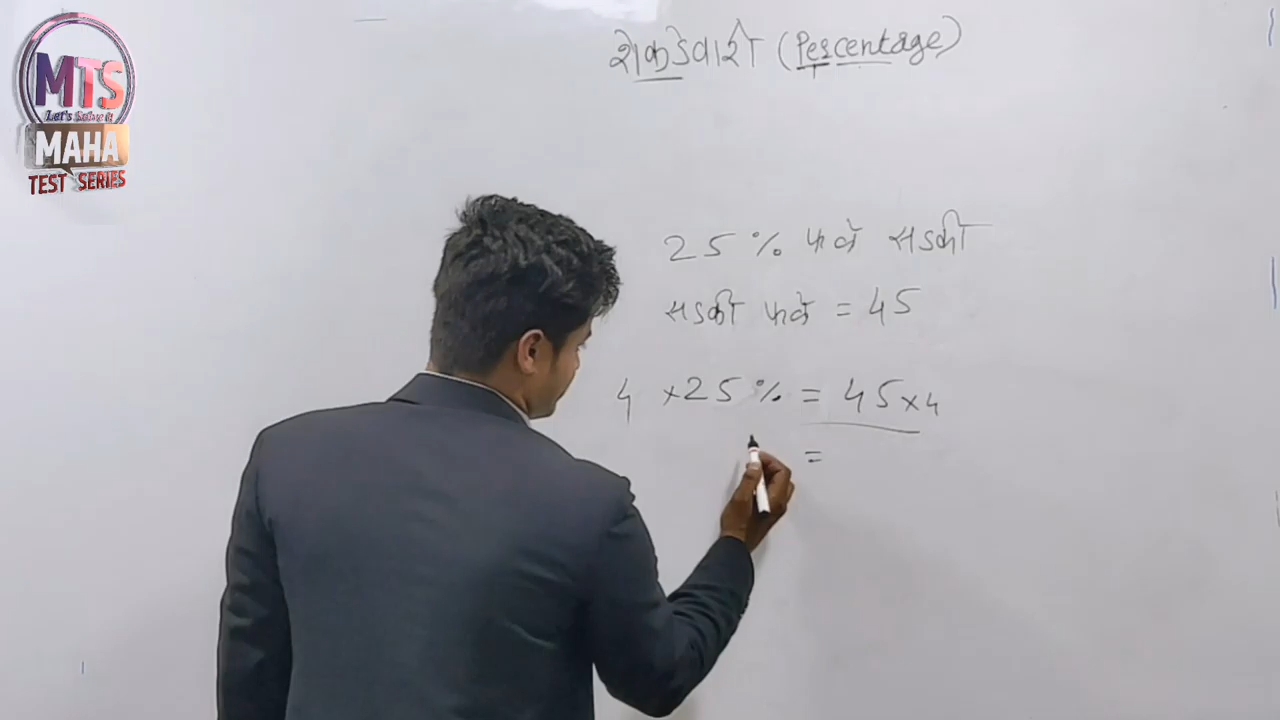 MTS
Let's Solve it
MAHA
TEST SERIES
शेकडेवारी (Percentage)
25 % फळे सडकी
सडकी फळे = 45
4 × 25 % = 45 × 4
=